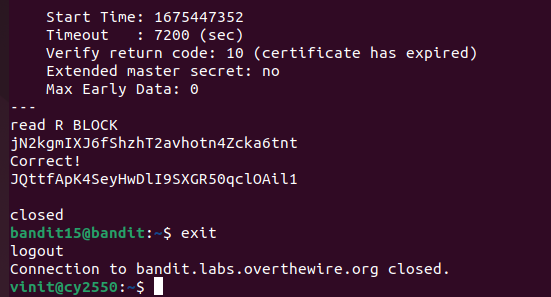 Start Time: 1675447352
Timeout   : 7200 (sec)
Verify return code: 10 (certificate has expired)
Extended master secret: no
Max Early Data: 0
---
read R BLOCK
jN2kgmIXJ6fShzhT2avhotn4Zcka6tnt
Correct!
JQttfApK4SeyHwDlI9SXGR50qclOAil1
closed
bandit15@bandit:~$ exit
logout
Connection to bandit.labs.overthewire.org closed.
vinit@cy2550:~$